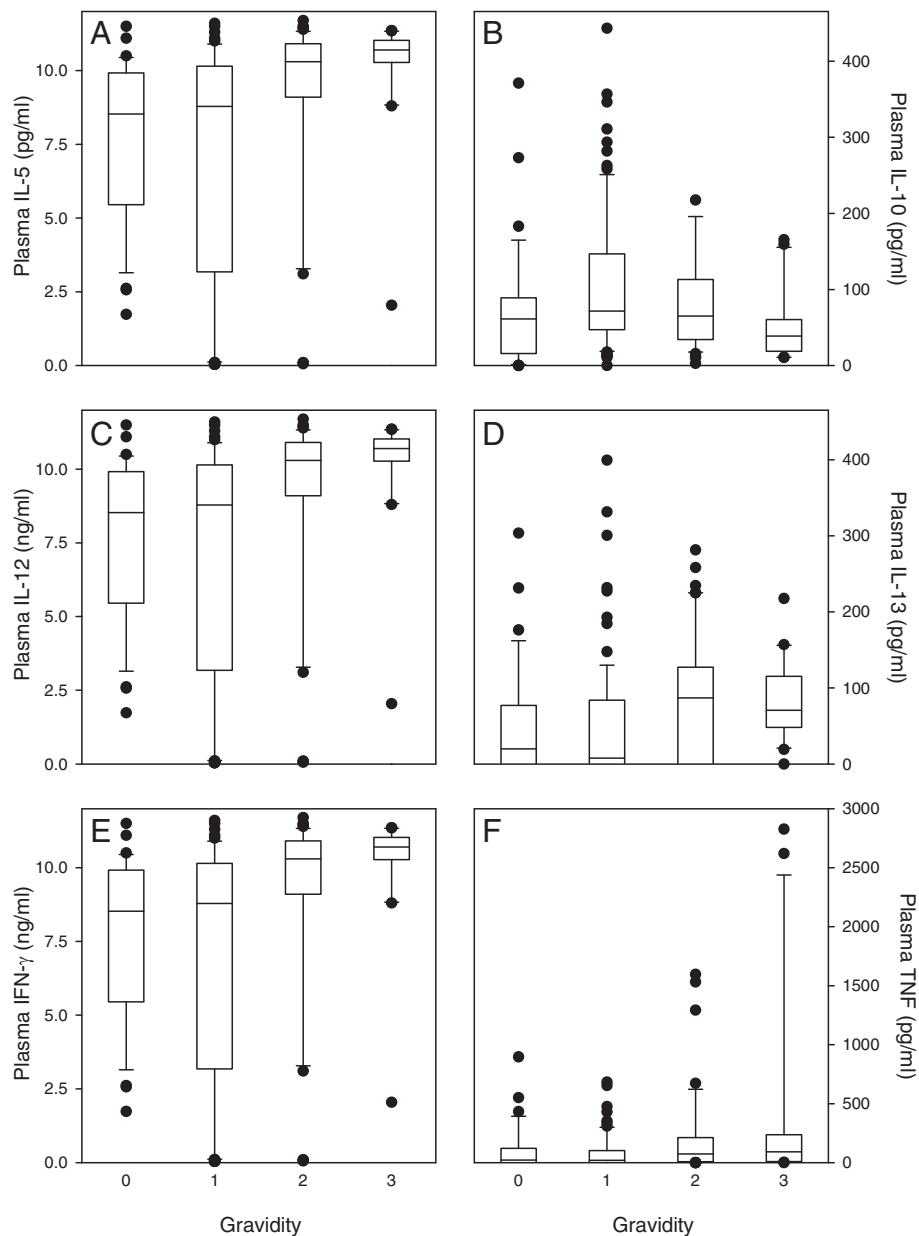 A
B
10.0
7.5
5.0
2.5
0.0
Plasma IL-5 (pg/ml)
400
300
200
100
0
Plasma IL-10 (pg/ml)
C
D
10.0
7.5
5.0
2.5
0.0
Plasma IL-12 (ng/ml)
400
300
200
100
0
Plasma IL-13 (pg/ml)
E
F
10.0
7.5
5.0
2.5
0.0
Plasma IFN-γ (ng/ml)
3000
2500
2000
1500
1000
500
0
Plasma TNF (pg/ml)
0 1 2 3
0 1 2 3
Gravidity
Gravidity